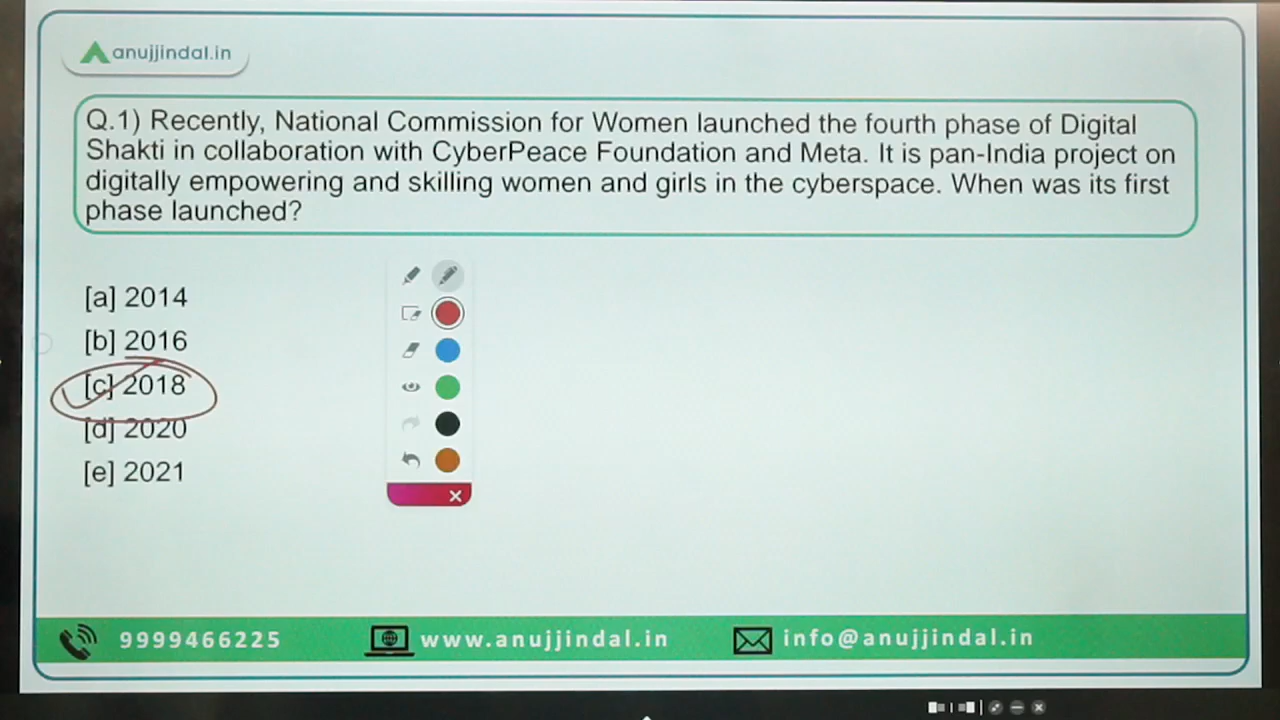 anujjindal.in
Q.1) Recently, National Commission for Women launched the fourth phase of Digital
Shakti in collaboration with CyberPeace Foundation and Meta. It is pan-India project on
digitally empowering and skilling women and girls in the cyberspace. When was its first
phase launched?
[a] 2014
[b] 2016
[c] 2018
[d] 2020
[e] 2021
9999466225
www.anujjindal.in
info@anujjindal.in